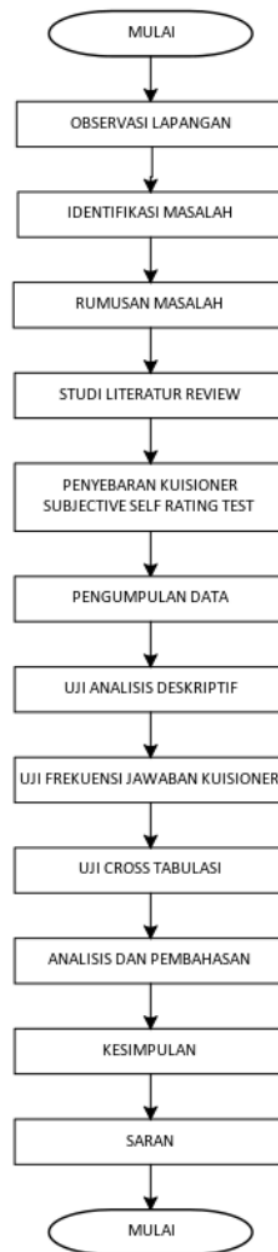 MULAI
OBSERVASI LAPANGAN
IDENTIFIKASI MASALAH
RUMUSAN MASALAH
STUDI LITERATUR REVIEW
PENYEBARAN KUISIONER
SUBJECTIVE SELF RATING TEST
PENGUMPULAN DATA
UJI ANALISIS DESKRIPTIF
UJI FREKUENSI JAWABAN KUISIONER
UJI CROSS TABULASI
ANALISIS DAN PEMBAHASAN
KESIMPULAN
SARAN
MULAI